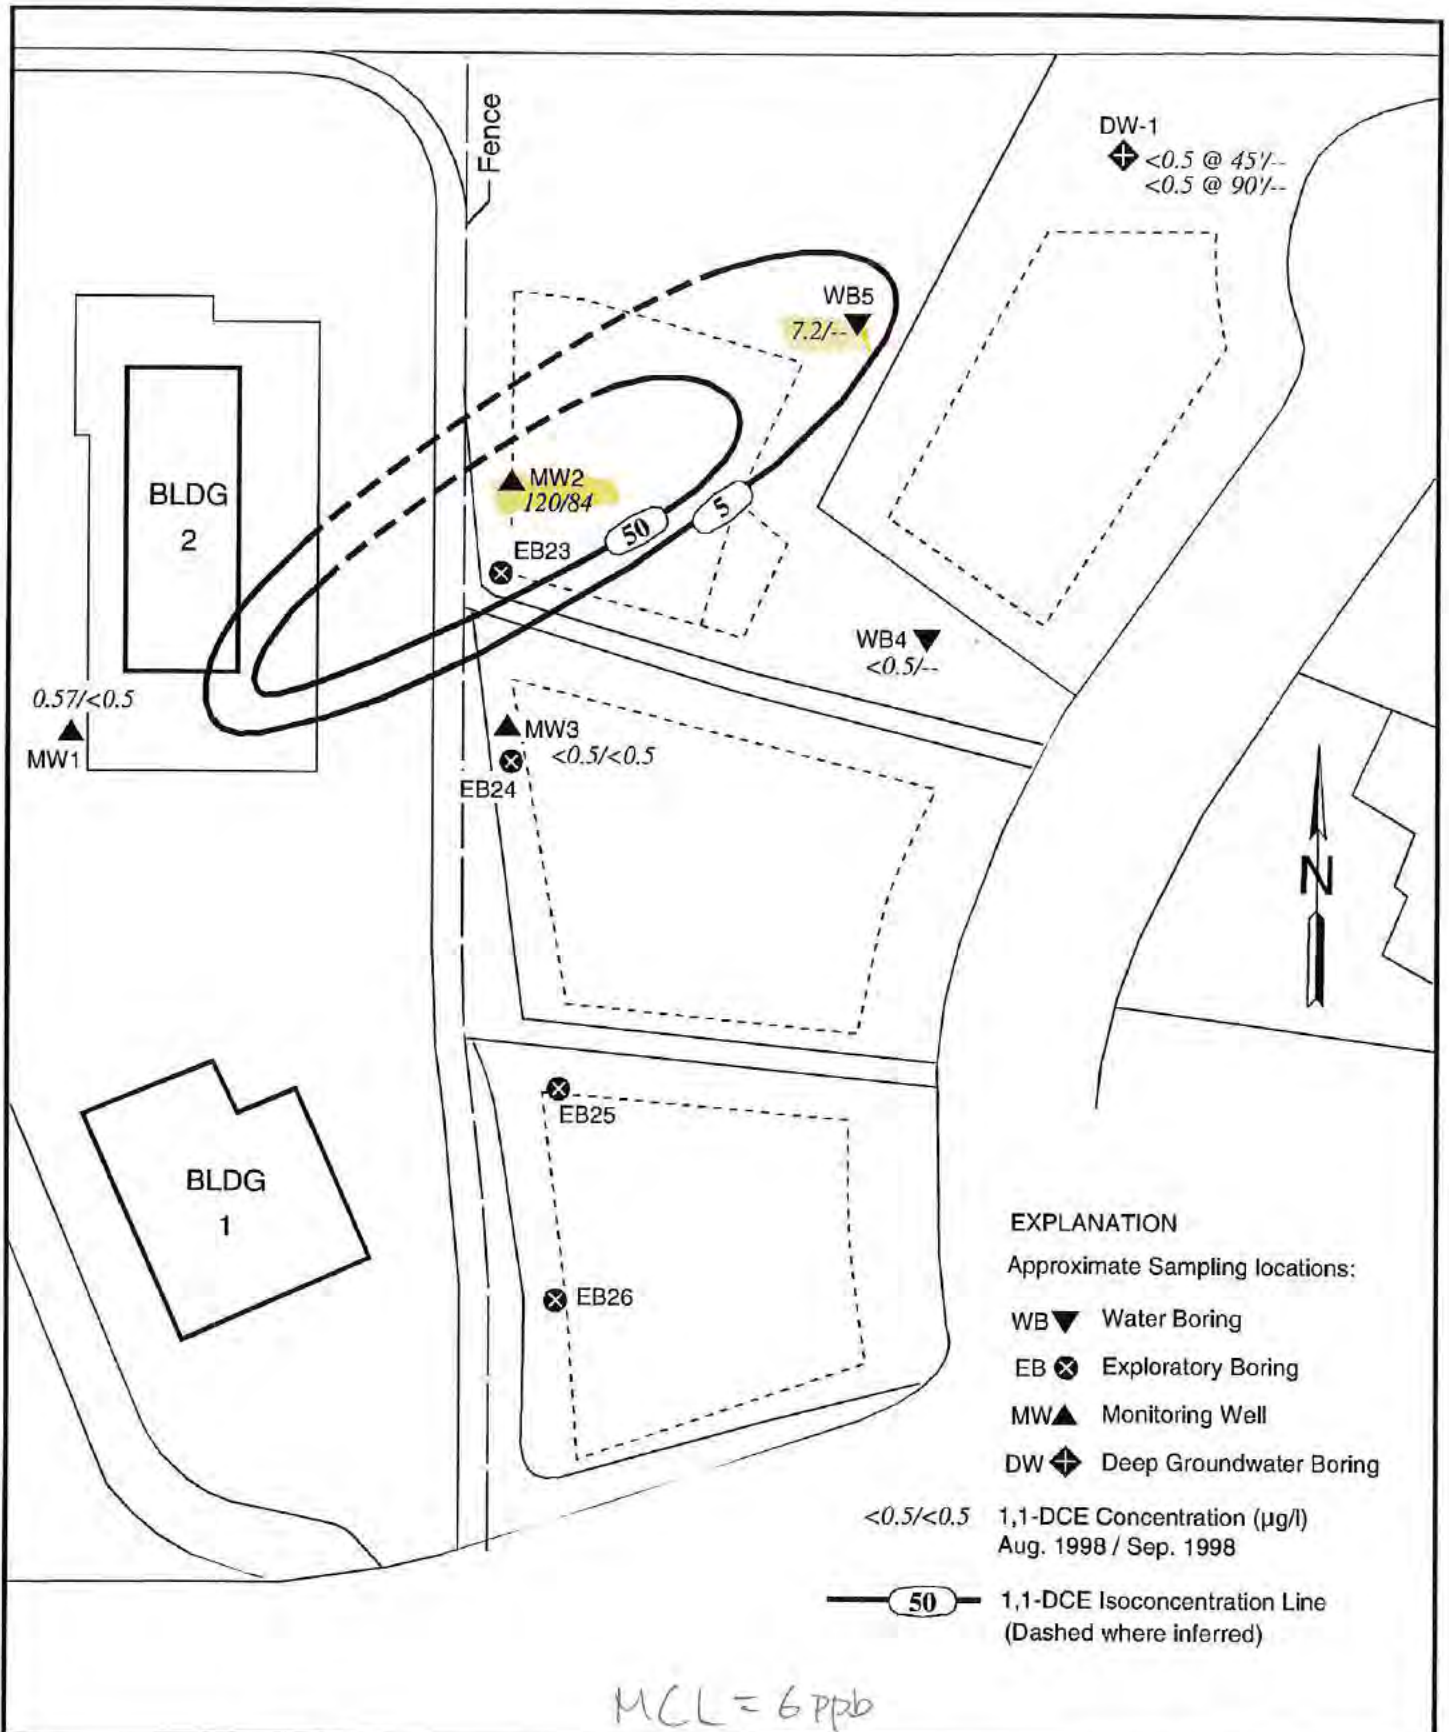 Fence
DW-1
<0.5 @ 45'/--
<0.5 @ 90'/--
WB5
7.2/--
MW2
120/84
BLDG
2
50
5
EB23
WB4
<0.5/--
0.57/<0.5
MW1
MW3
<0.5/<0.5
EB24
N
EB25
BLDG
1
EB26
EXPLANATION
Approximate Sampling locations:
WB Water Boring
EB Exploratory Boring
MW Monitoring Well
DW Deep Groundwater Boring
<0.5/<0.5 1,1-DCE Concentration (µg/l)
Aug. 1998 / Sep. 1998
50 1,1-DCE Isoconcentration Line
(Dashed where inferred)
MCL = 6 ppb